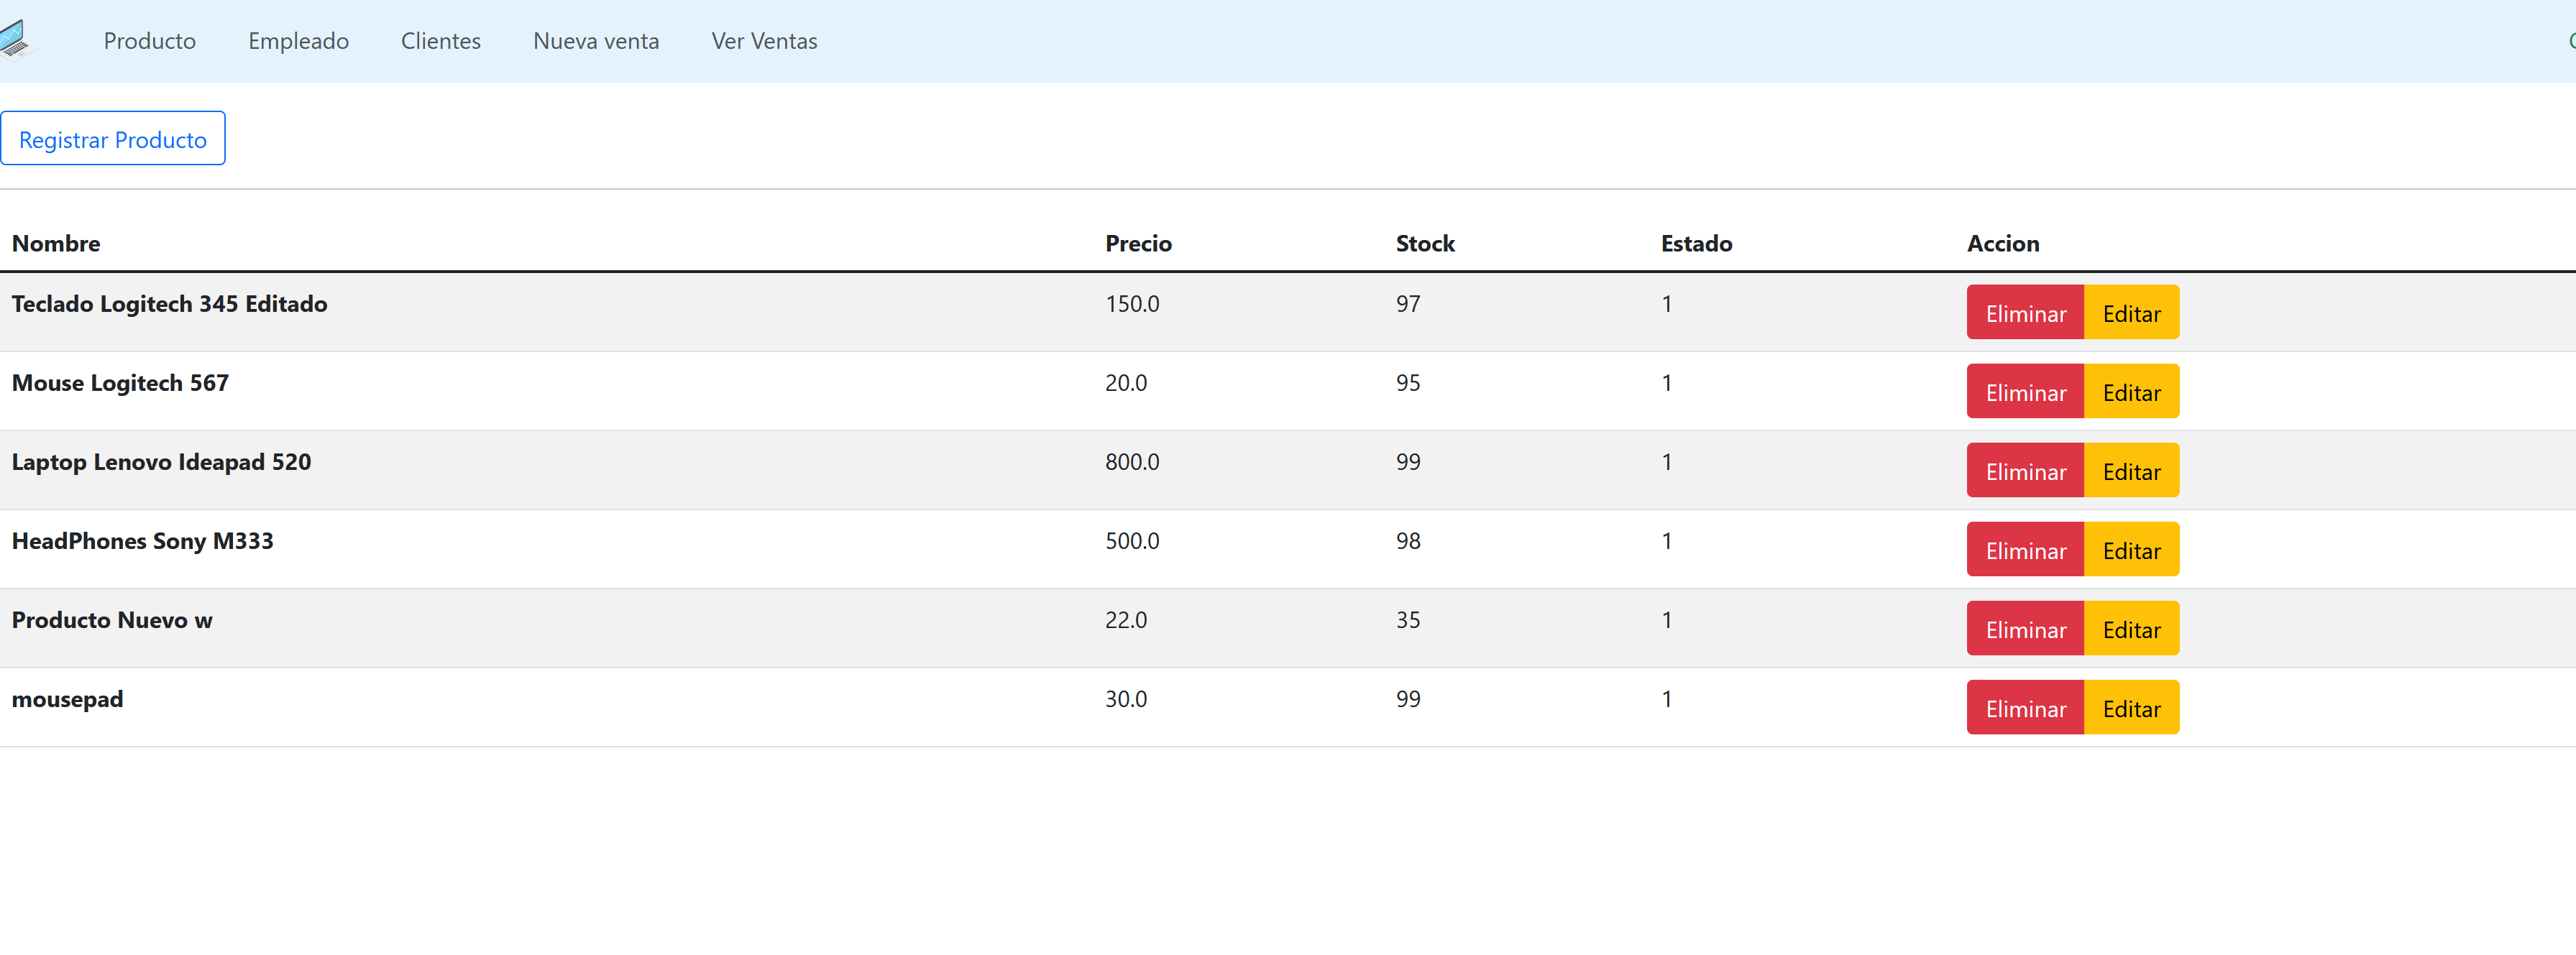 Producto Empleado Clientes Nueva venta Ver Ventas
Registrar Producto
Nombre Precio Stock Estado Accion
Teclado Logitech 345 Editado 150.0 97 1 Eliminar Editar
Mouse Logitech 567 20.0 95 1 Eliminar Editar
Laptop Lenovo Ideapad 520 800.0 99 1 Eliminar Editar
HeadPhones Sony M333 500.0 98 1 Eliminar Editar
Producto Nuevo w 22.0 35 1 Eliminar Editar
mousepad 30.0 99 1 Eliminar Editar